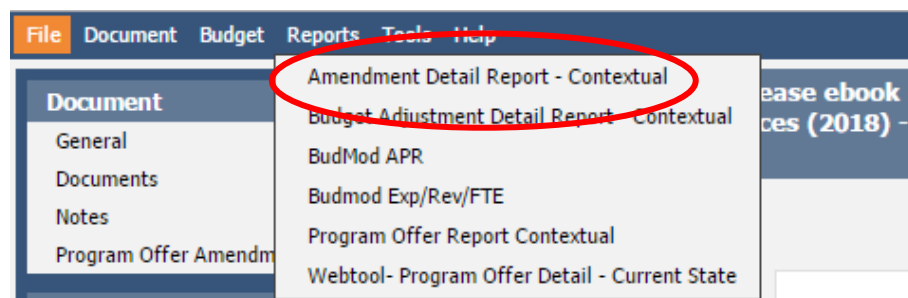 File Document Budget Reports Tools Help
Amendment Detail Report - Contextual
Budget Adjustment Detail Report - Contextual
BudMod APR
Budmod Exp/Rev/FTE
Program Offer Report Contextual
Webtool- Program Offer Detail - Current State
Document
General
Documents
Notes
Program Offer Amendm
ease ebook
ces (2018) -